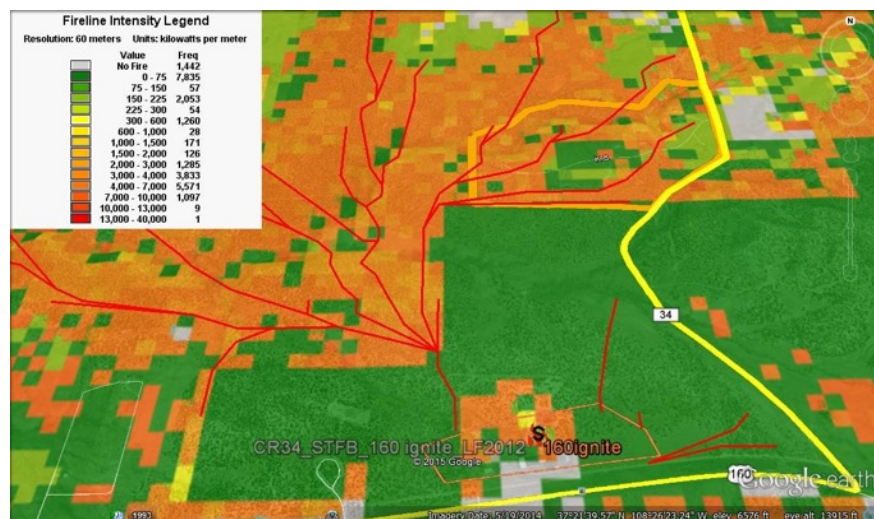 Fireline Intensity Legend
Resolution: 60 meters Units: kilowatts per meter
Value Freq
No Fire 1,442
0 - 75 7,835
75 - 150 57
150 - 225 2,053
225 - 300 54
300 - 600 1,260
600 - 1,000 28
1,000 - 1,500 171
1,500 - 2,000 126
2,000 - 3,000 1,285
3,000 - 4,000 3,833
4,000 - 7,000 5,571
7,000 - 10,000 1,097
10,000 - 13,000 9
13,000 - 40,000 1
N
34
S
CR34_STFB_160 ignite_LF2012 160ignite
© 2015 Google
160
Google earth
1993
Imagery Date: 5/19/2014 37°21'39.57" N 108°26'23.24" W elev 6576 ft eye alt 13915 ft